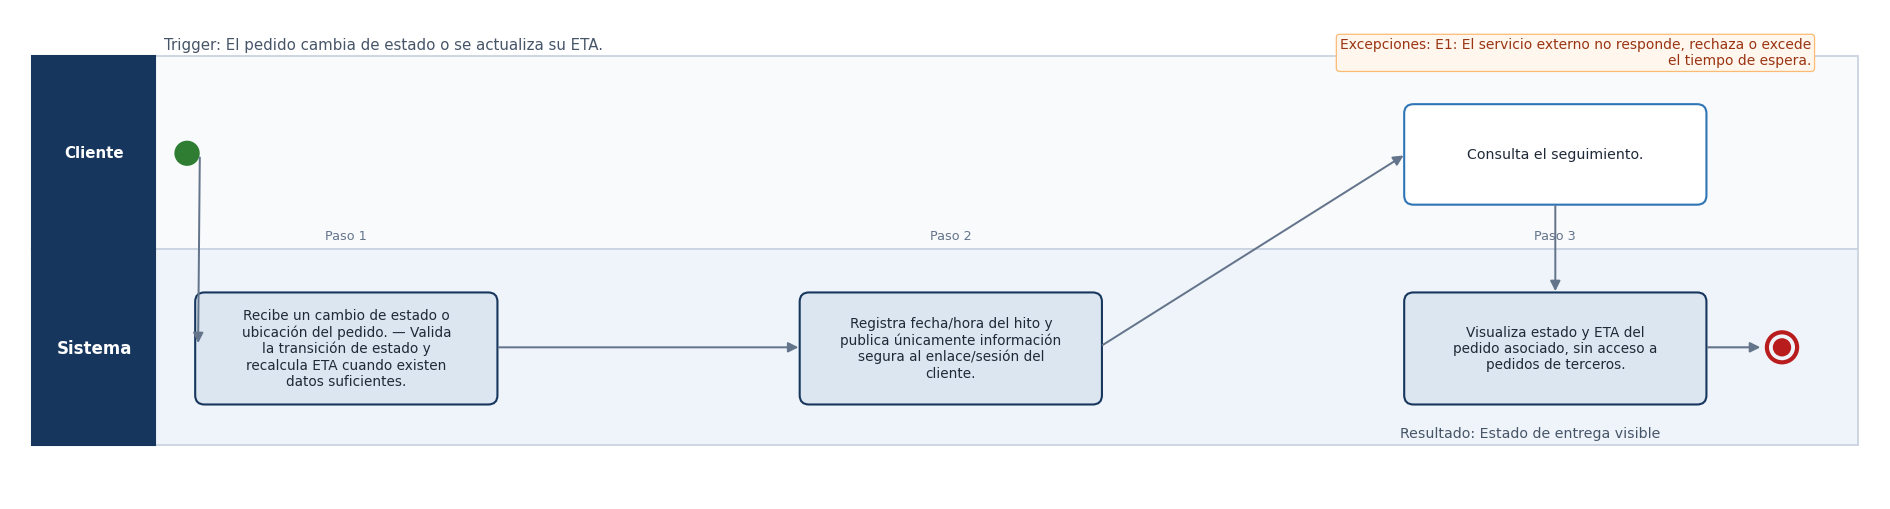 Trigger: El pedido cambia de estado o se actualiza su ETA.
Excepciones: E1: El servicio externo no responde, rechaza o excede
el tiempo de espera.
Cliente
Consulta el seguimiento.
Paso 1
Paso 2
Paso 3
Sistema
Recibe un cambio de estado o
ubicación del pedido. — Valida
la transición de estado y
recalcula ETA cuando existen
datos suficientes.
Registra fecha/hora del hito y
publica únicamente información
segura al enlace/sesión del
cliente.
Visualiza estado y ETA del
pedido asociado, sin acceso a
pedidos de terceros.
Resultado: Estado de entrega visible